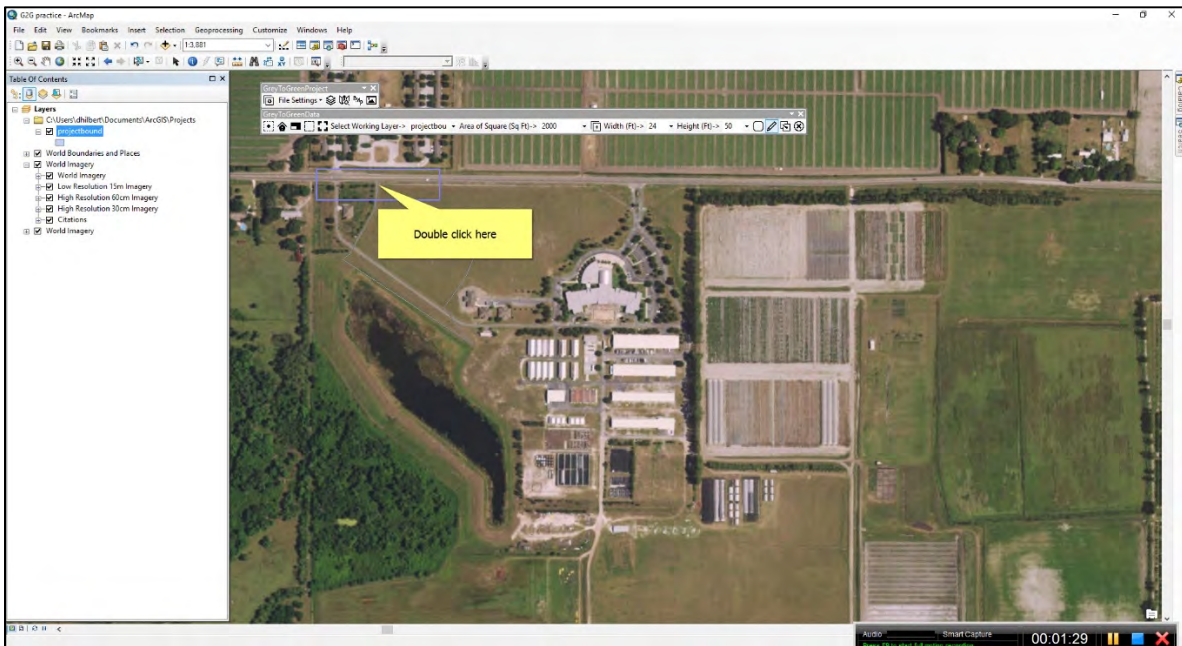 G2G practice - ArcMap
File Edit View Bookmarks Insert Selection Geoprocessing Customize Windows Help
1:3,881
Table Of Contents
Layers
C:\Users\dhilbert\Documents\ArcGIS\Projects
projectbound
World Boundaries and Places
World Imagery
World Imagery
Low Resolution 15m Imagery
High Resolution 60cm Imagery
High Resolution 30cm Imagery
Citations
World Imagery
GreyToGreenProject
File Settings
GreyToGreenData
Select Working Layer-> projectbou Area of Square (Sq Ft)-> 2000 Width (Ft)-> 24 Height (Ft)-> 50
Double click here
Catalog
Search
Audio Smart Capture 00:01:29